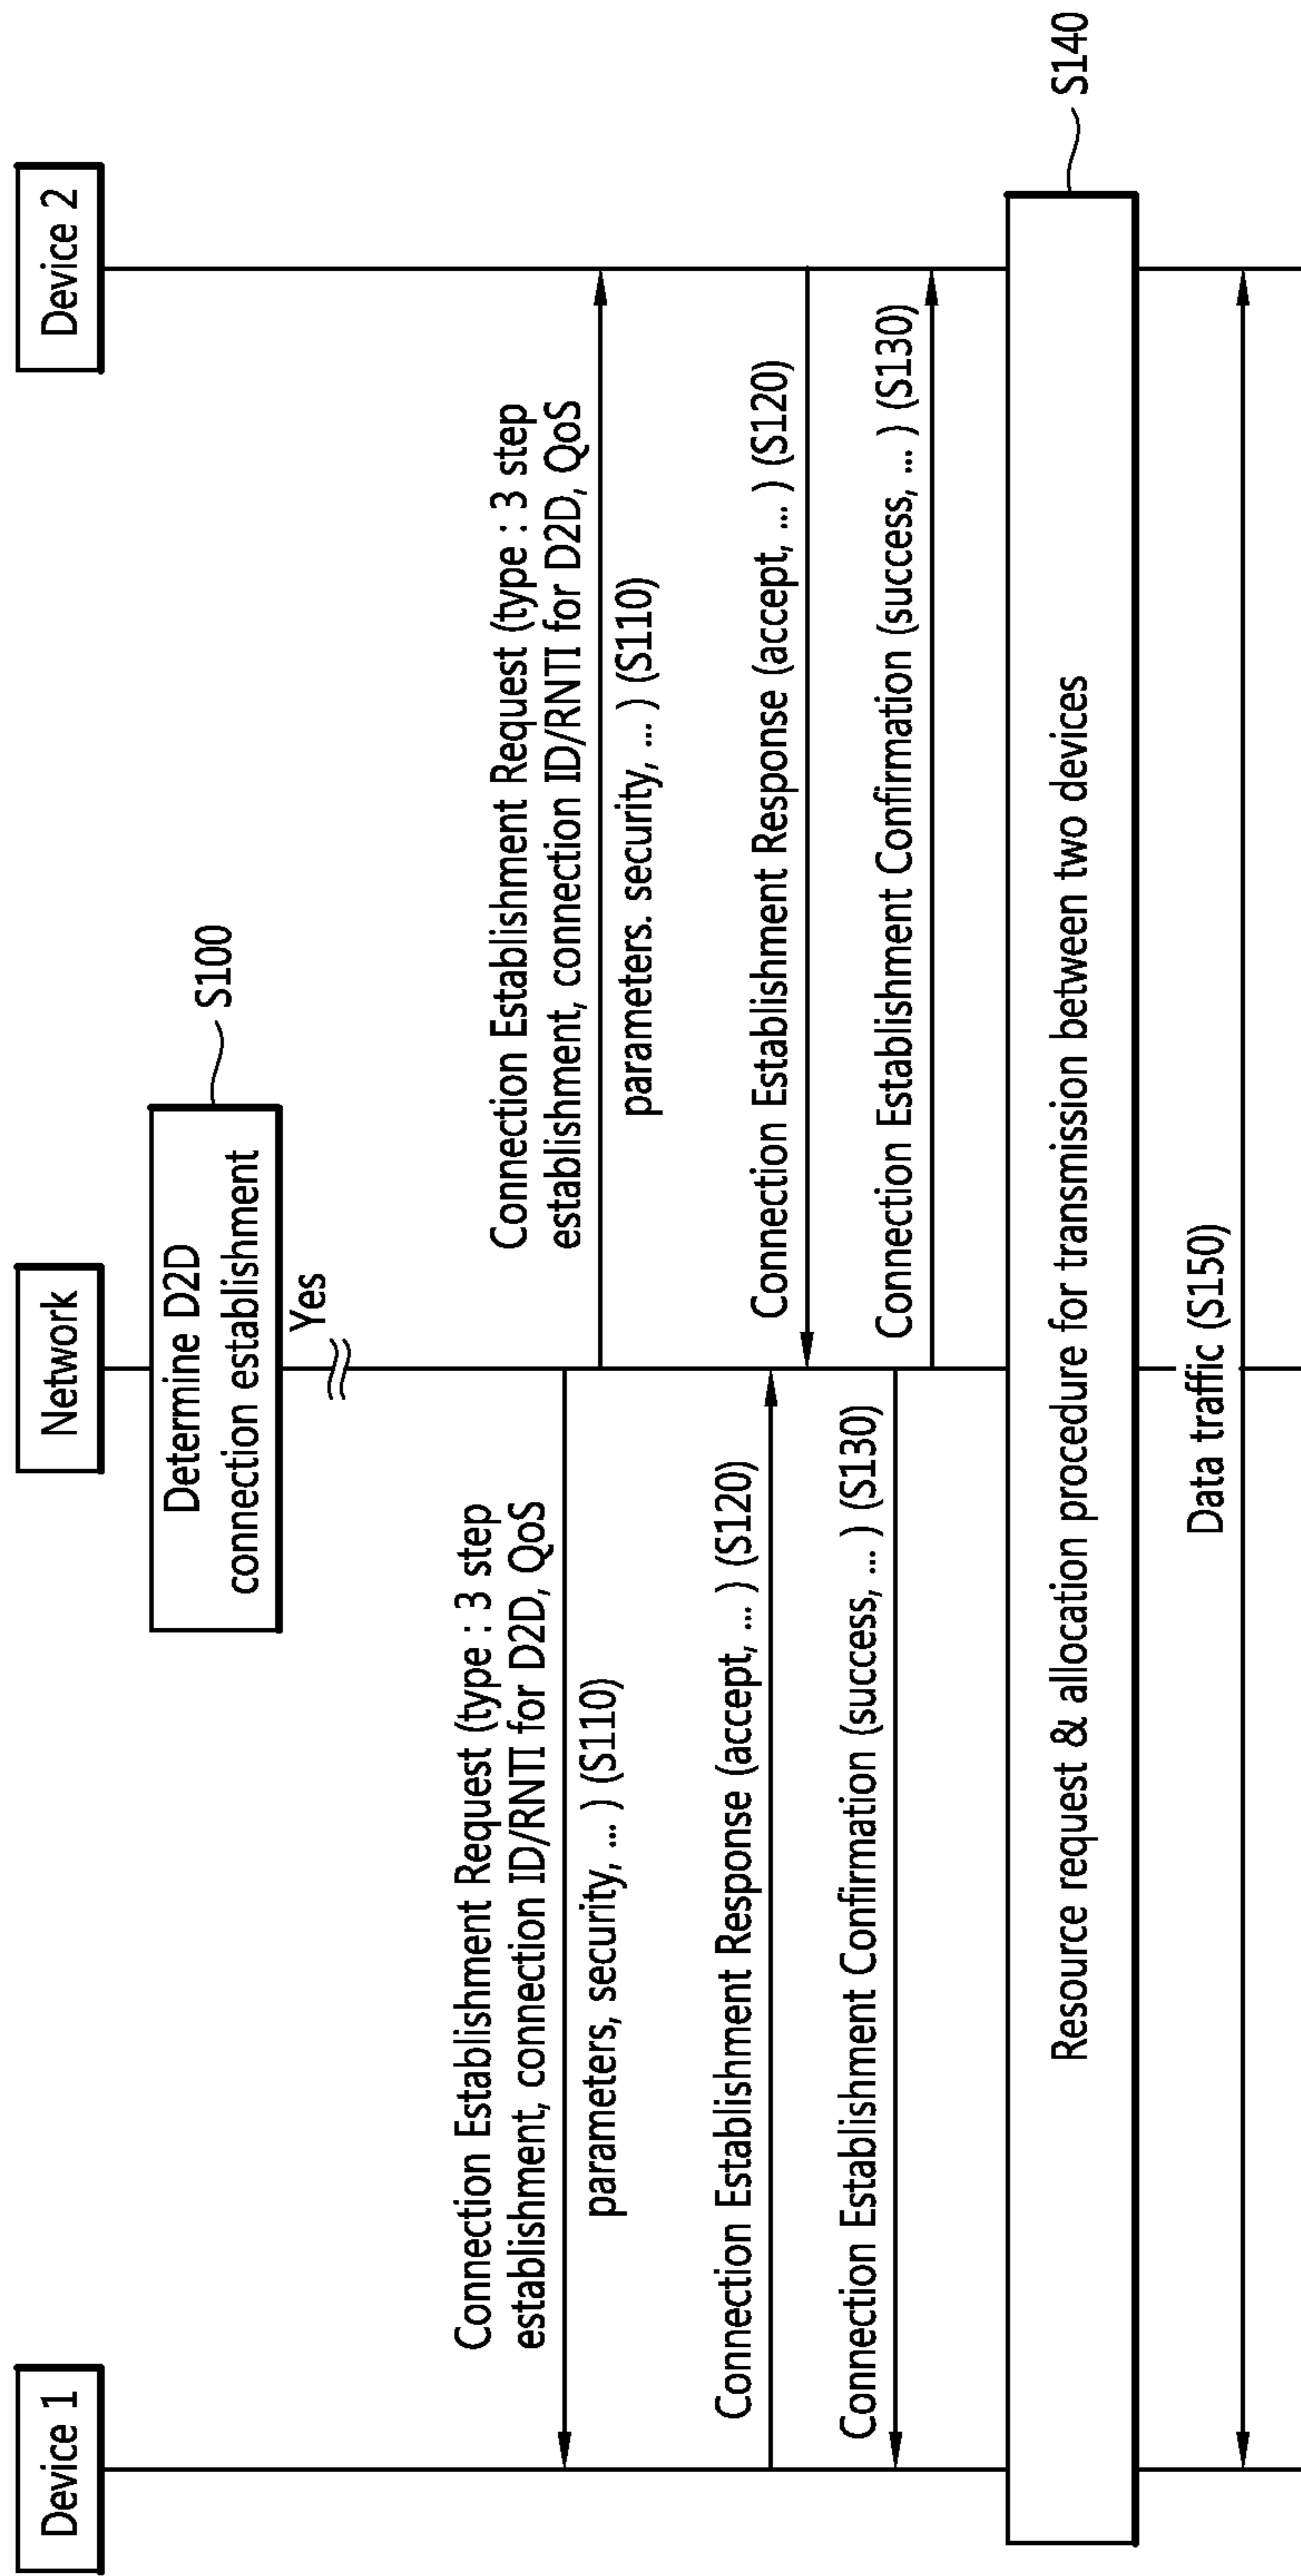 Device 1
Network
Device 2
Determine D2D
connection establishment
S100
Yes
Connection Establishment Request (type : 3 step
establishment, connection ID/RNTI for D2D, QoS
parameters, security, ... ) (S110)
Connection Establishment Request (type : 3 step
establishment, connection ID/RNTI for D2D, QoS
parameters. security, ... ) (S110)
Connection Establishment Response (accept, ... ) (S120)
Connection Establishment Response (accept, ... ) (S120)
Connection Establishment Confirmation (success, ... ) (S130)
Connection Establishment Confirmation (success, ... ) (S130)
Resource request & allocation procedure for transmission between two devices
S140
Data traffic (S150)